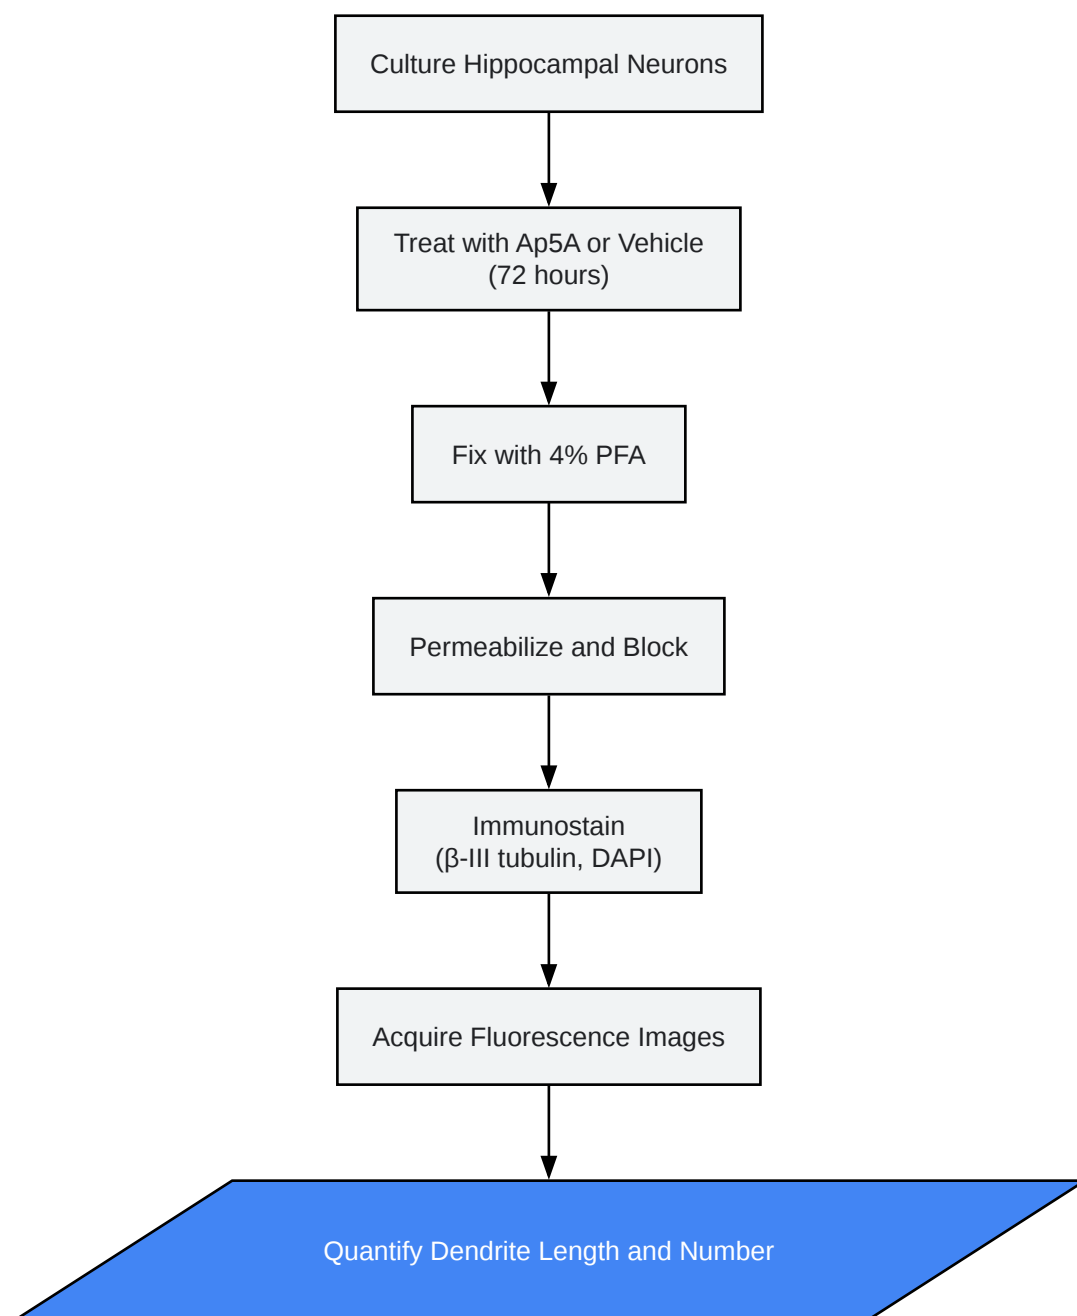 Culture Hippocampal Neurons
Treat with Ap5A or Vehicle
(72 hours)
Fix with 4% PFA
Permeabilize and Block
Immunostain
(β-III tubulin, DAPI)
Acquire Fluorescence Images
Quantify Dendrite Length and Number